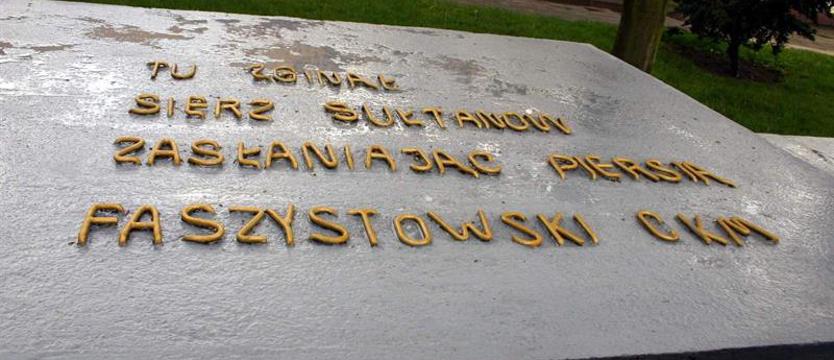 TU ZGINĄŁ
SIERŻ SUŁTANOW
ZASŁANIAJĄC PIERSIĄ
FASZYSTOWSKI CKM